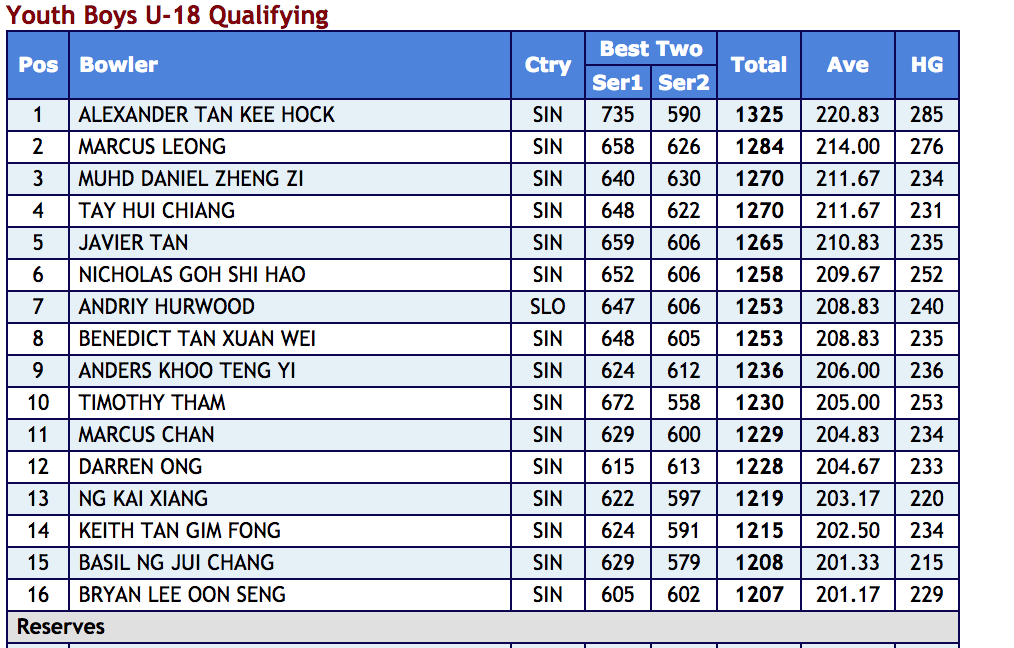 Youth Boys U-18 Qualifying
Pos Bowler Ctry Best Two Total Ave HG
Ser1 Ser2
1 ALEXANDER TAN KEE HOCK SIN 735 590 1325 220.83 285
2 MARCUS LEONG SIN 658 626 1284 214.00 276
3 MUHD DANIEL ZHENG ZI SIN 640 630 1270 211.67 234
4 TAY HUI CHIANG SIN 648 622 1270 211.67 231
5 JAVIER TAN SIN 659 606 1265 210.83 235
6 NICHOLAS GOH SHI HAO SIN 652 606 1258 209.67 252
7 ANDRIY HURWOOD SLO 647 606 1253 208.83 240
8 BENEDICT TAN XUAN WEI SIN 648 605 1253 208.83 235
9 ANDERS KHOO TENG YI SIN 624 612 1236 206.00 236
10 TIMOTHY THAM SIN 672 558 1230 205.00 253
11 MARCUS CHAN SIN 629 600 1229 204.83 234
12 DARREN ONG SIN 615 613 1228 204.67 233
13 NG KAI XIANG SIN 622 597 1219 203.17 220
14 KEITH TAN GIM FONG SIN 624 591 1215 202.50 234
15 BASIL NG JUI CHANG SIN 629 579 1208 201.33 215
16 BRYAN LEE OON SENG SIN 605 602 1207 201.17 229
Reserves